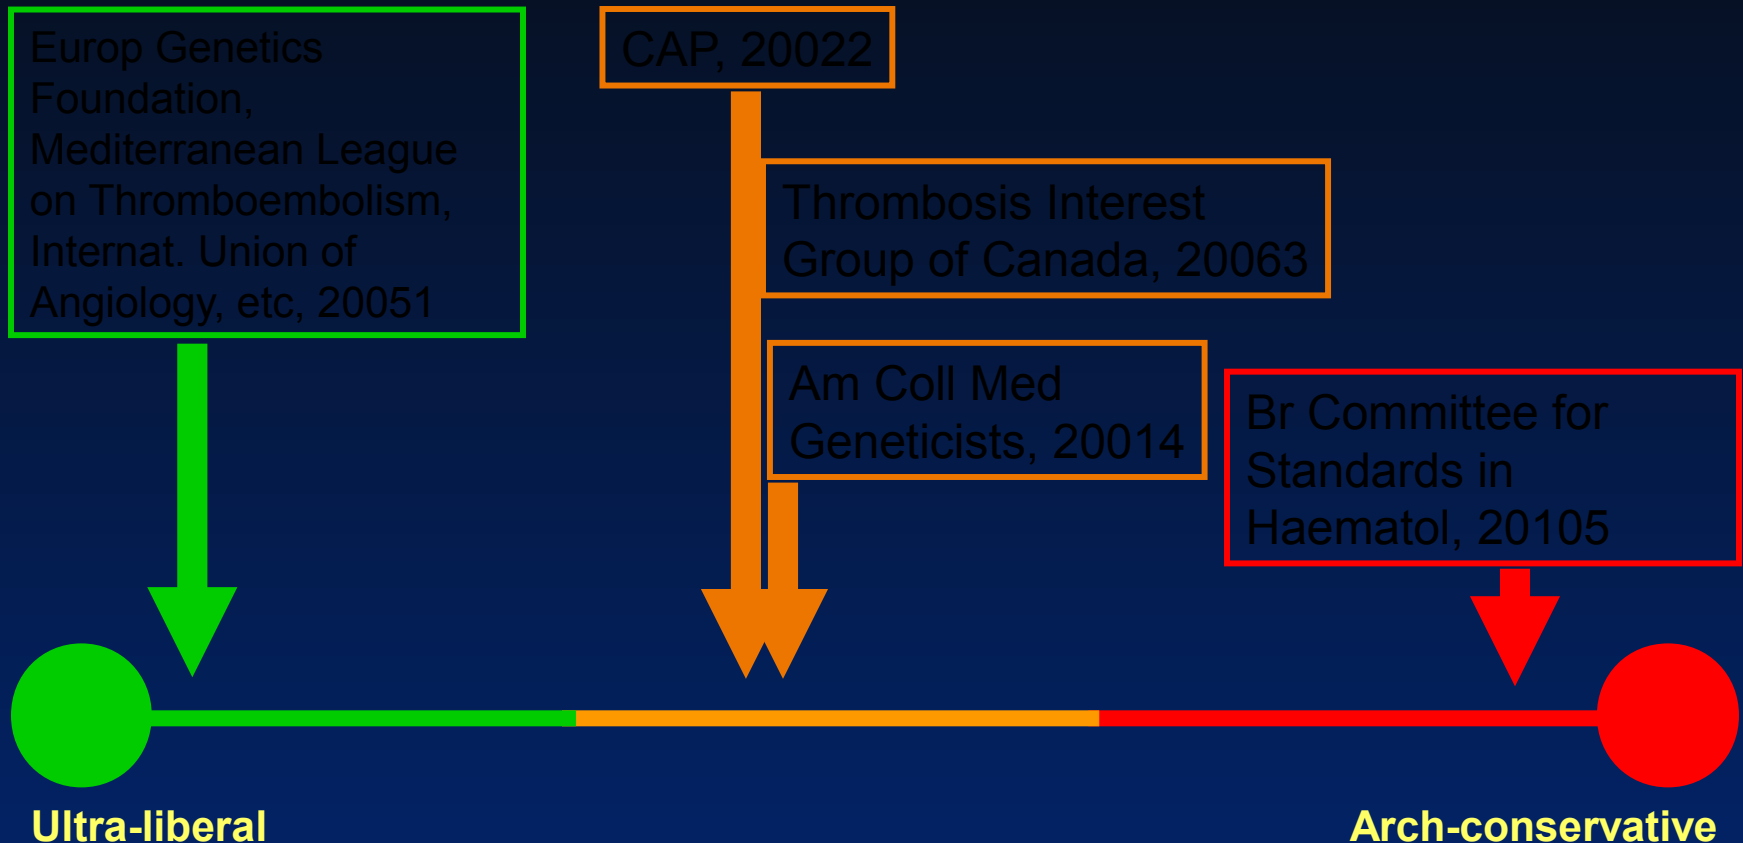 Europ Genetics
Foundation,
Mediterranean League
on Thromboembolism,
Internat. Union of
Angiology, etc, 20051
CAP, 20022
Thrombosis Interest
Group of Canada, 20063
Am Coll Med
Geneticists, 20014
Br Committee for
Standards in
Haematol, 20105
Ultra-liberal
Arch-conservative